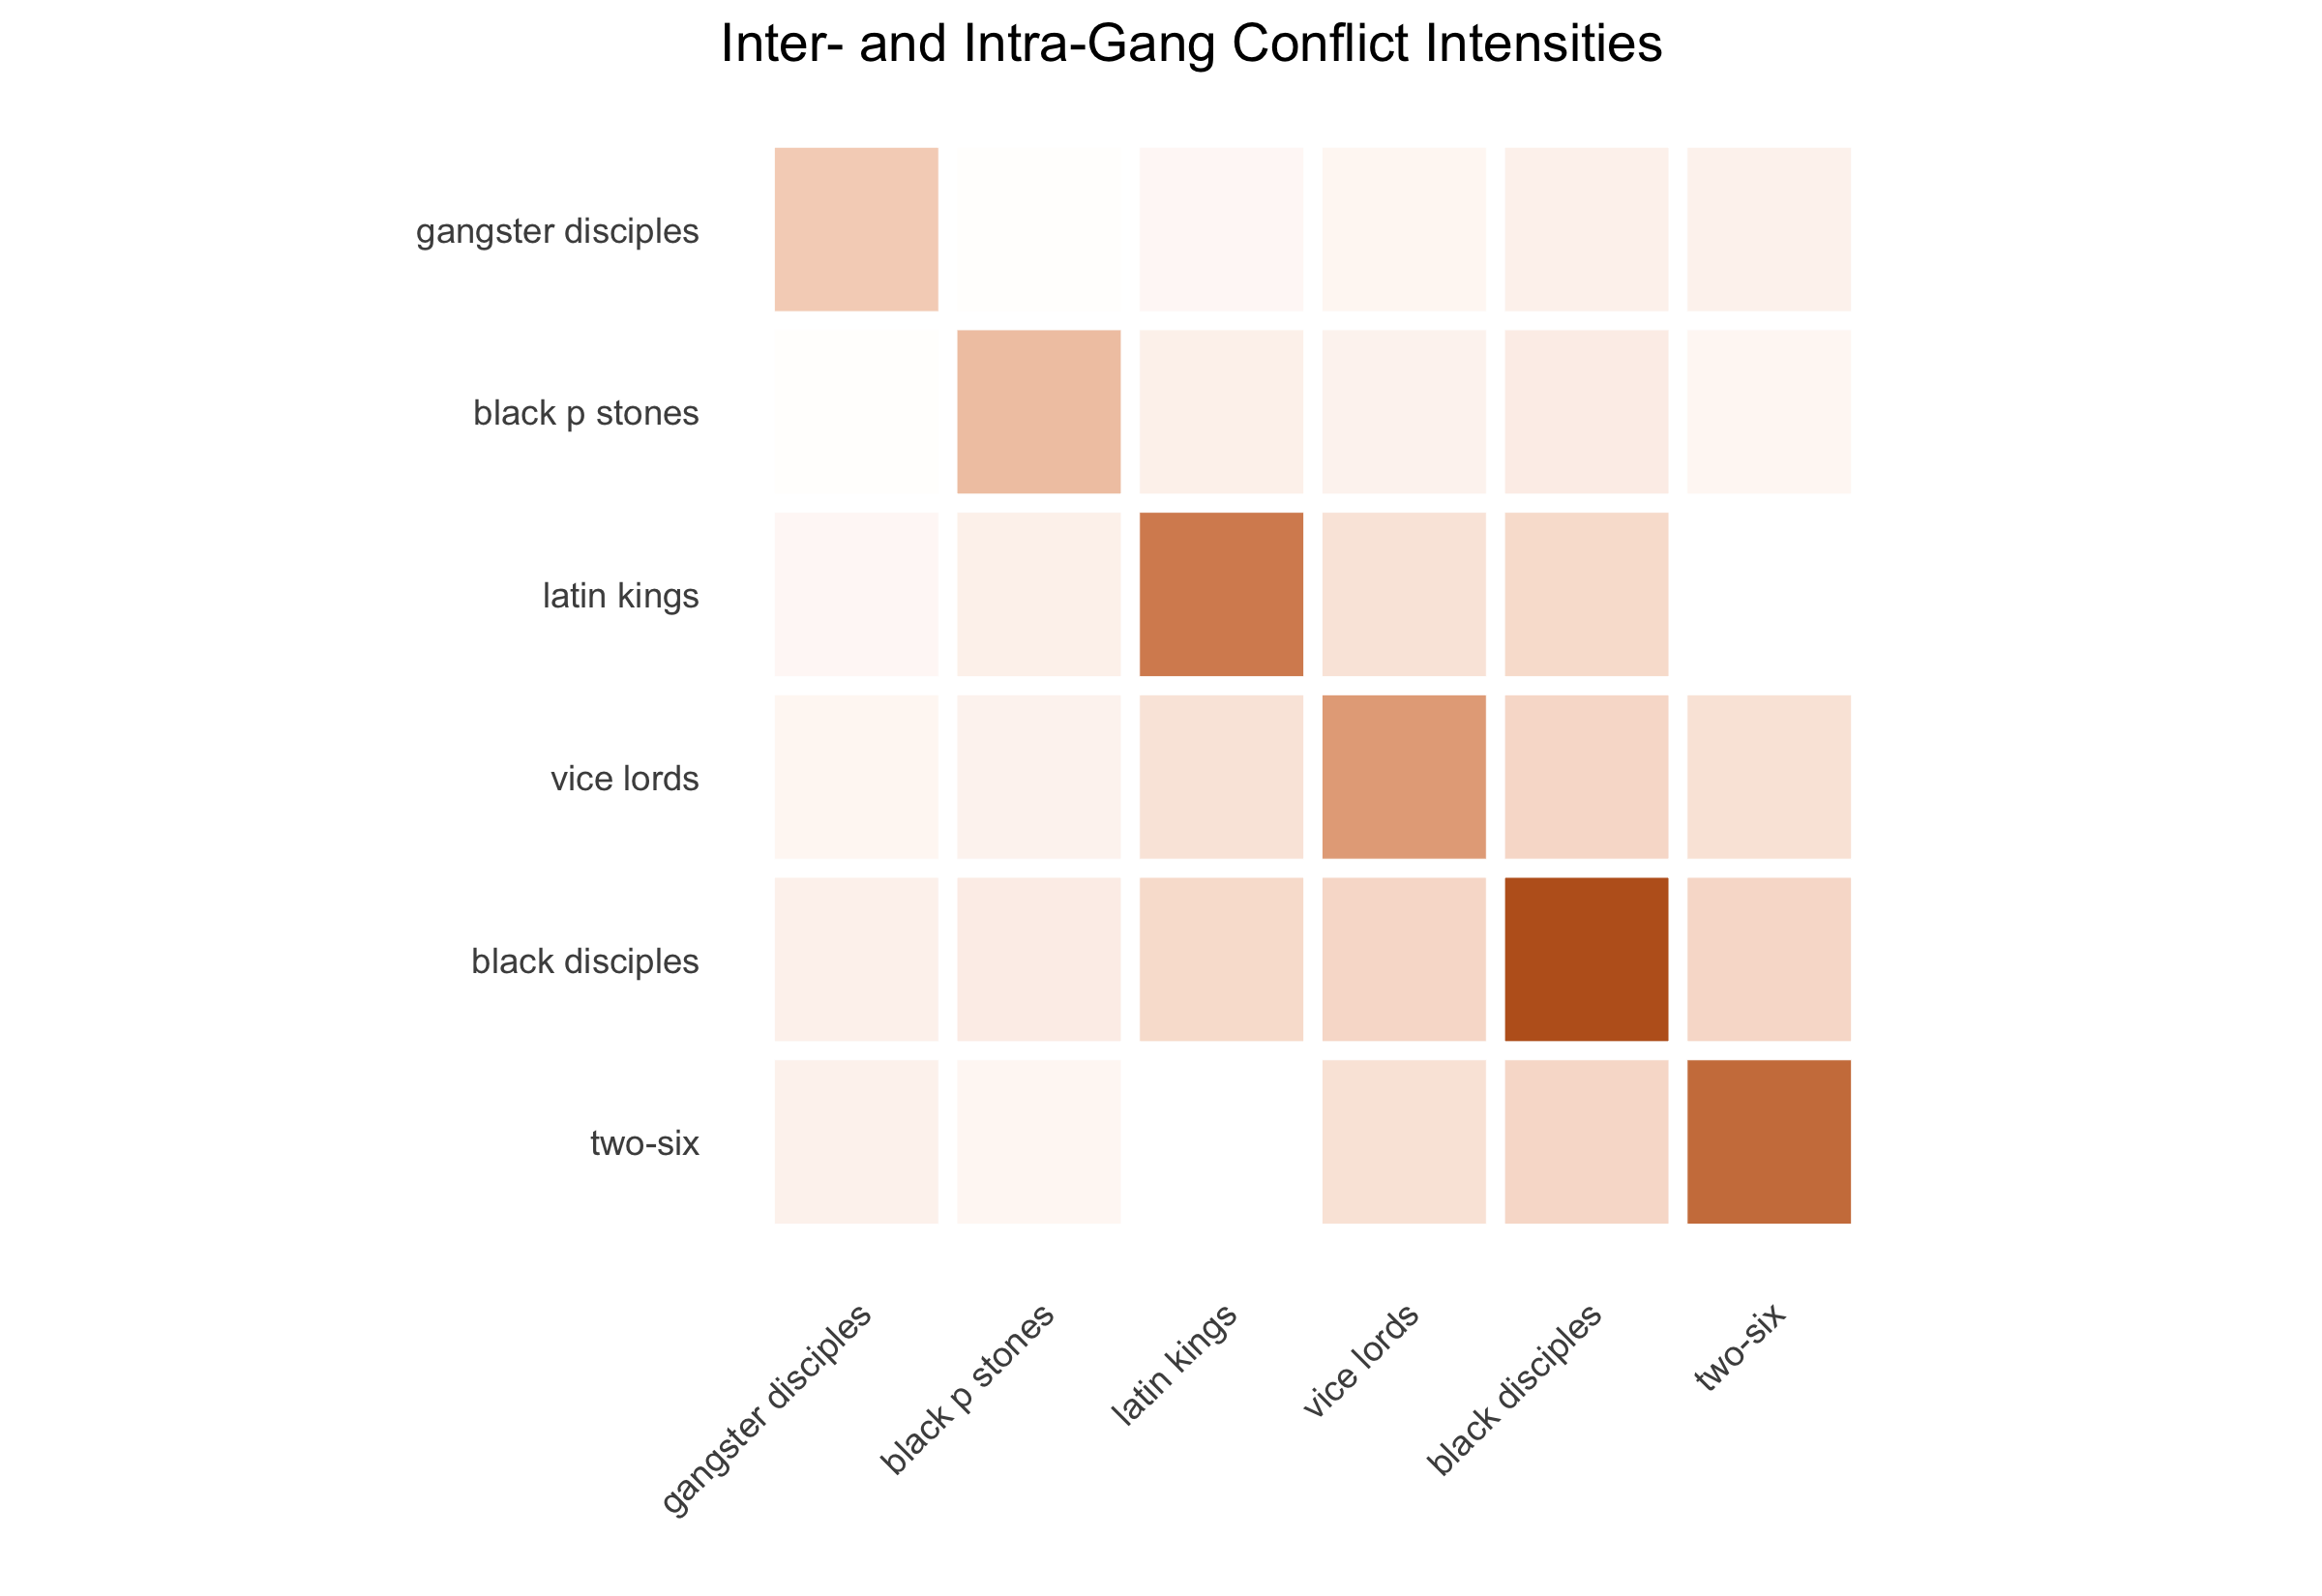 Inter- and Intra-Gang Conflict Intensities
gangster disciples
black p stones
latin kings
vice lords
black disciples
two-six
gangster disciples
black p stones
latin kings
vice lords
black disciples
two-six